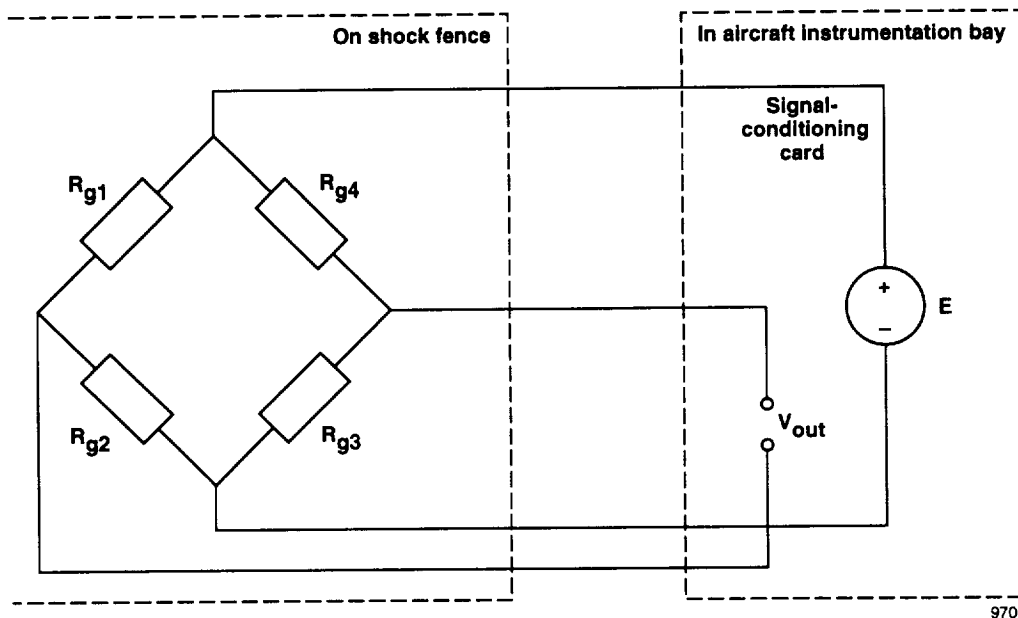 On shock fence
In aircraft instrumentation bay
Signal-
conditioning
card
Rg1
Rg4
+
−
E
Rg2
Rg3
Vout
970